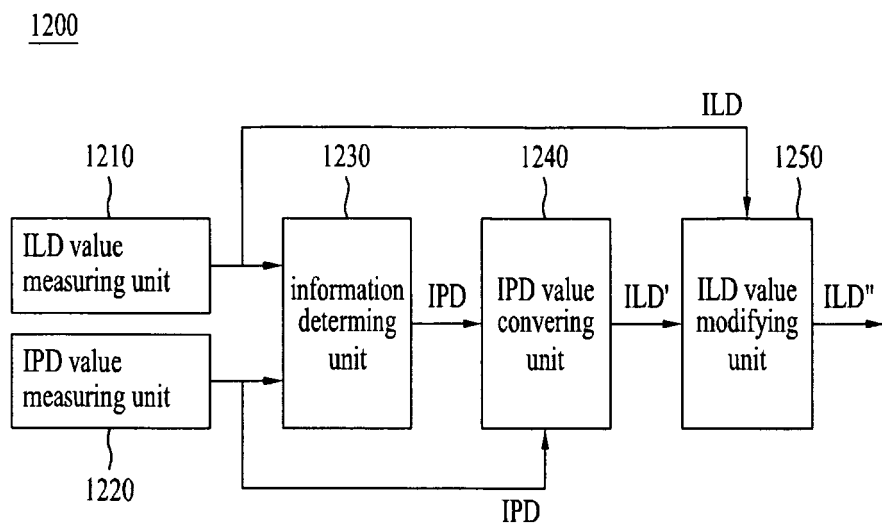 1200
ILD
1210
1230
1240
1250
ILD value
measuring unit
information
determing
unit
IPD
IPD value
convering
unit
ILD'
ILD value
modifying
unit
ILD"
IPD value
measuring unit
1220
IPD